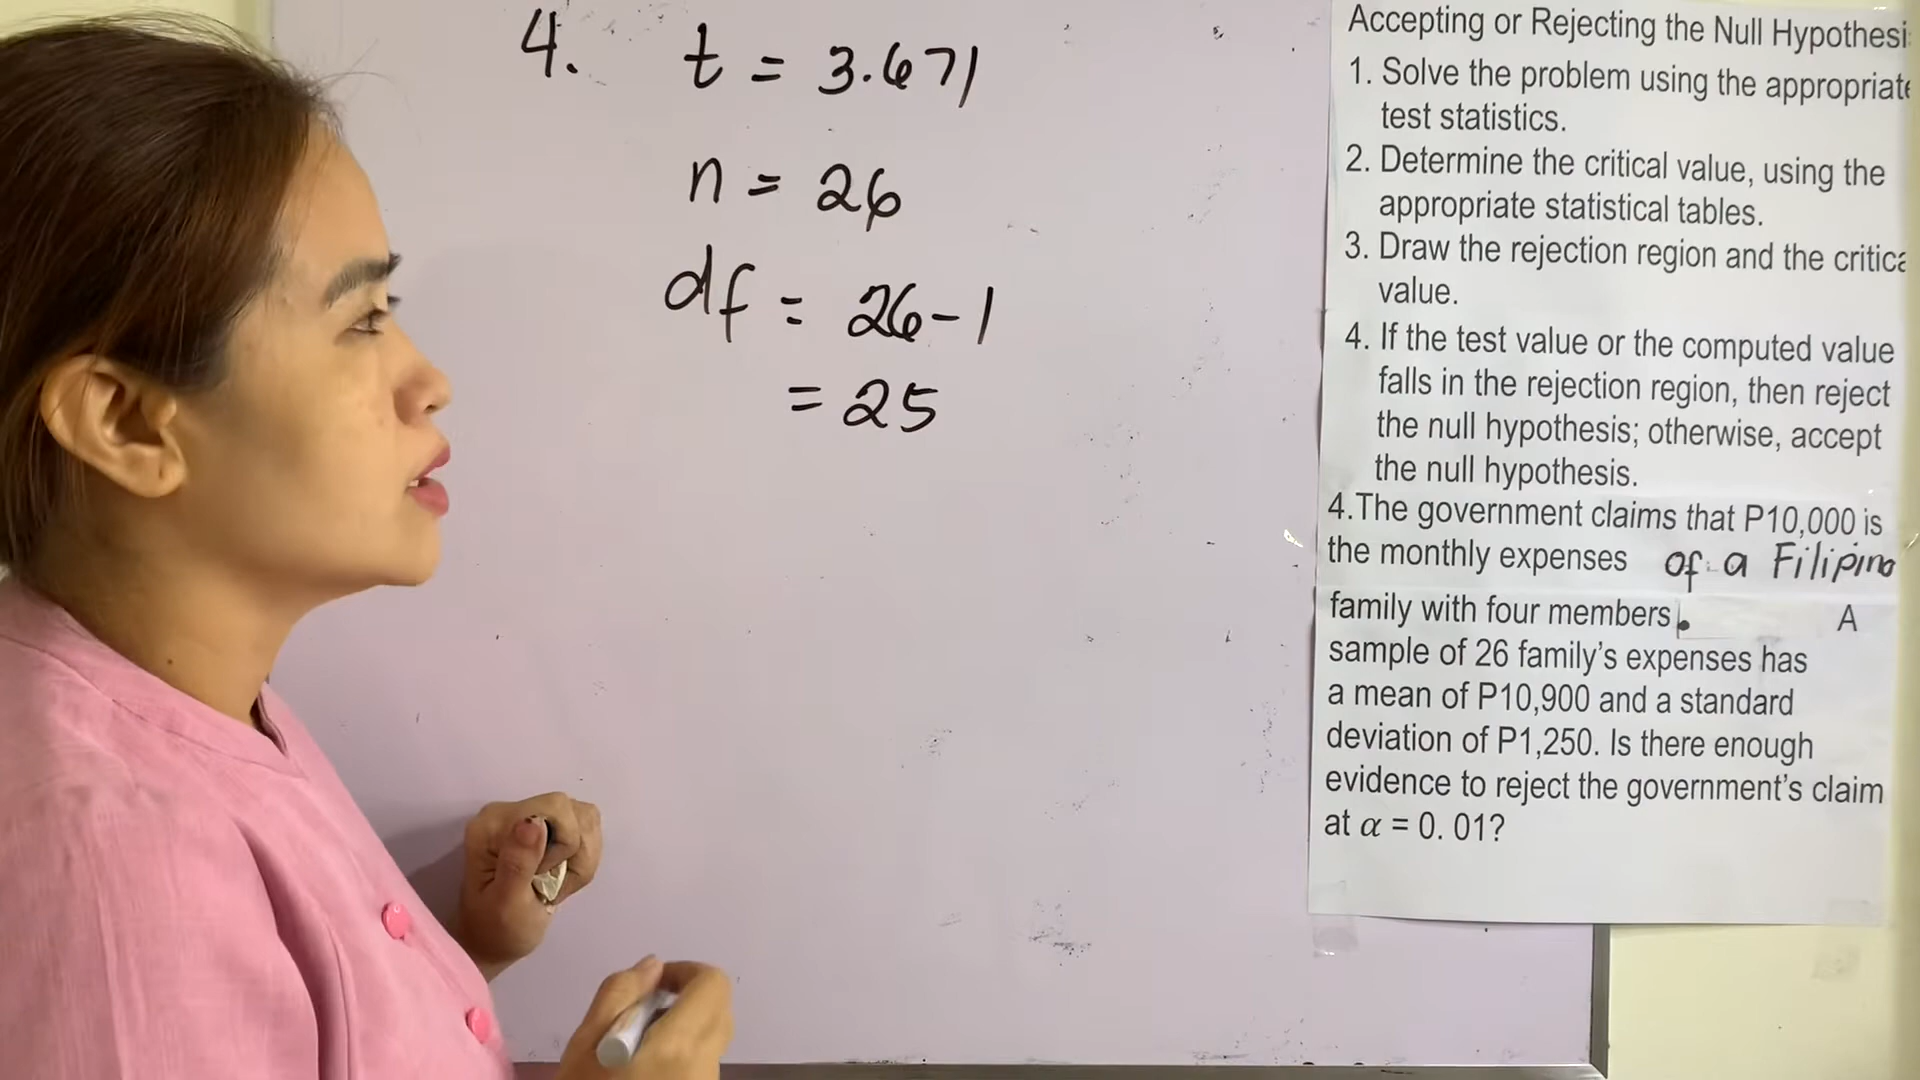 4. t = 3.671
n = 26
df = 26-1
= 25
Accepting or Rejecting the Null Hypothesi
1. Solve the problem using the appropriate
test statistics.
2. Determine the critical value, using the
appropriate statistical tables.
3. Draw the rejection region and the critica
value.
4. If the test value or the computed value
falls in the rejection region, then reject
the null hypothesis; otherwise, accept
the null hypothesis.
4.The government claims that P10,000 is
the monthly expenses of a Filipino
family with four members. A
sample of 26 family's expenses has
a mean of P10,900 and a standard
deviation of P1,250. Is there enough
evidence to reject the government's claim
at α = 0. 01?